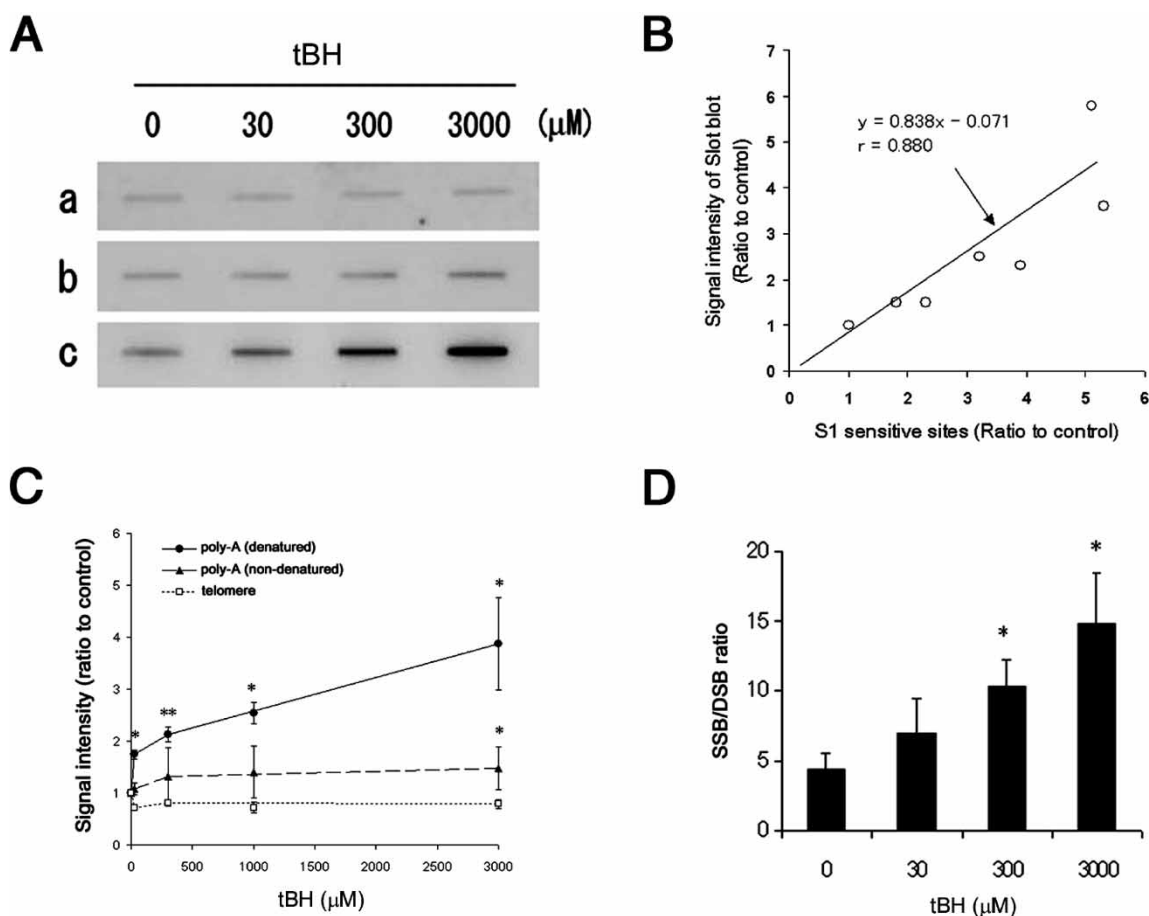 A
tBH
0 30 300 3000 (μM)
a
b
c
B
Signal intensity of Slot blot
(Ratio to control)
7
6
5
4
3
2
1
0
y = 0.838x − 0.071
r = 0.880
0 1 2 3 4 5 6
S1 sensitive sites (Ratio to control)
C
Signal intensity (ratio to control)
6
5
4
3
2
1
0
poly-A (denatured)
poly-A (non-denatured)
telomere
* ** * * *
0 500 1000 1500 2000 2500 3000
tBH (μM)
D
SSB/DSB ratio
20
15
10
5
0
* *
0 30 300 3000
tBH (μM)